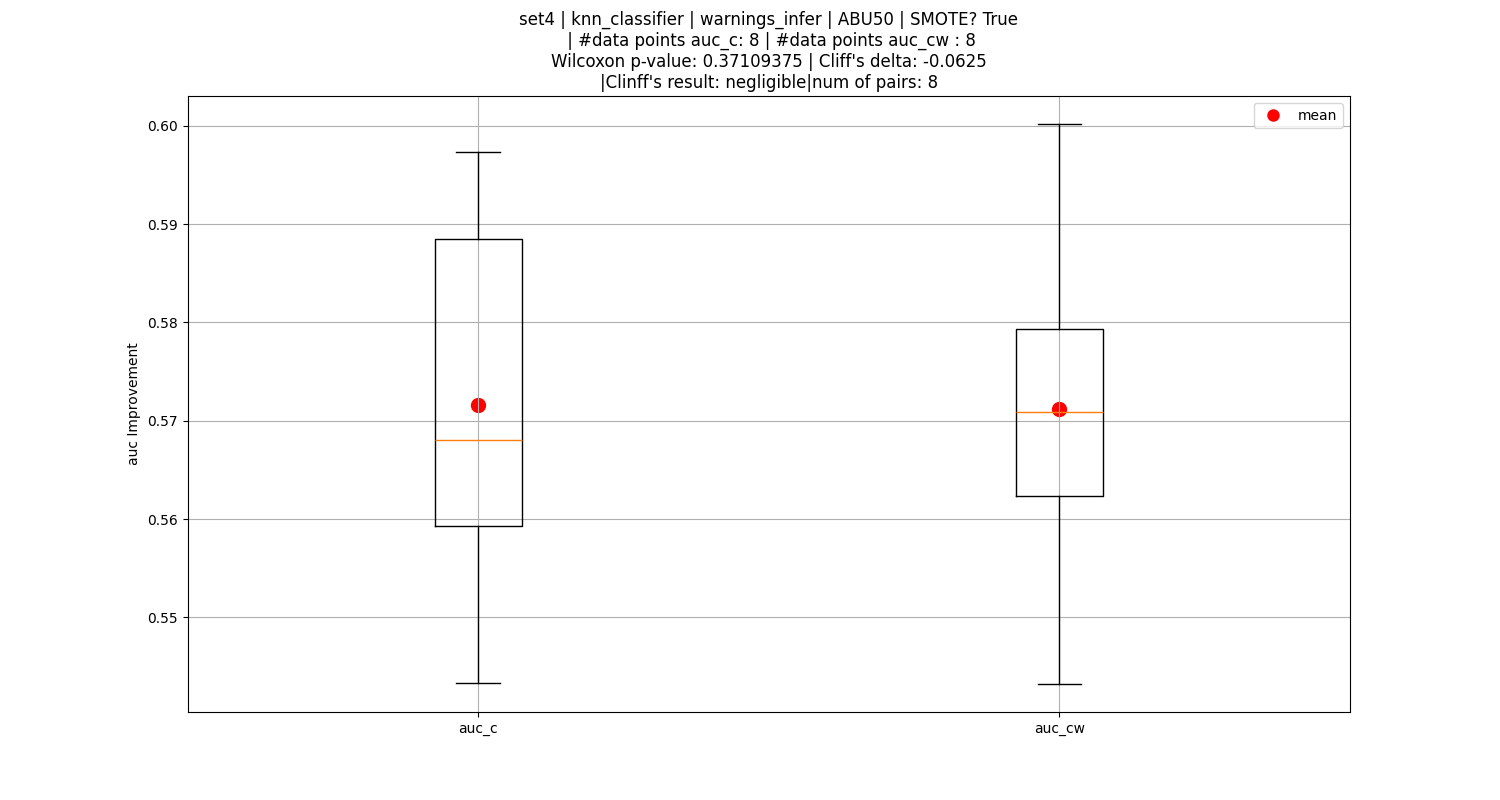 set4 | knn_classifier | warnings_infer | ABU50 | SMOTE? True
| #data points auc_c: 8 | #data points auc_cw : 8
Wilcoxon p-value: 0.37109375 | Cliff's delta: -0.0625
|Clinff's result: negligible|num of pairs: 8
mean
0.60
0.59
0.58
0.57
0.56
0.55
auc Improvement
auc_c
auc_cw